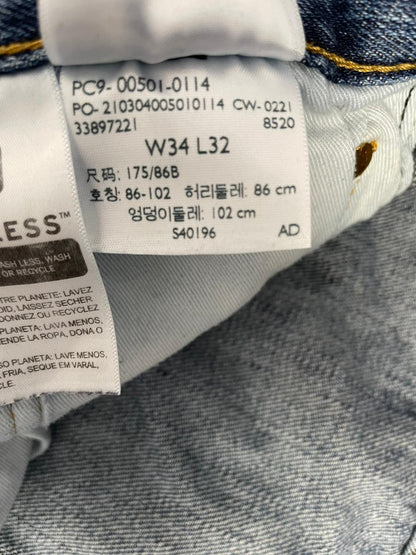 PC9- 00501-0114
PO- 210304005010114 CW- 0221
33897221 8520
W34 L32
尺码: 175/86B
호칭: 86-102 허리둘레: 86 cm
엉덩이둘레: 102 cm
S40196 AD
LESS™
WASH LESS, WASH
OR RECYCLE
TRE PLANETE: LAVEZ
OID, LAISSEZ SECHER
DONNEZ OU RECYCLEZ
PLANETA: LAVA MENOS,
ENDE LA ROPA, DONA O
SO PLANETA: LAVE MENOS,
FRIA, SEQUE EM VARAL,
CLE.